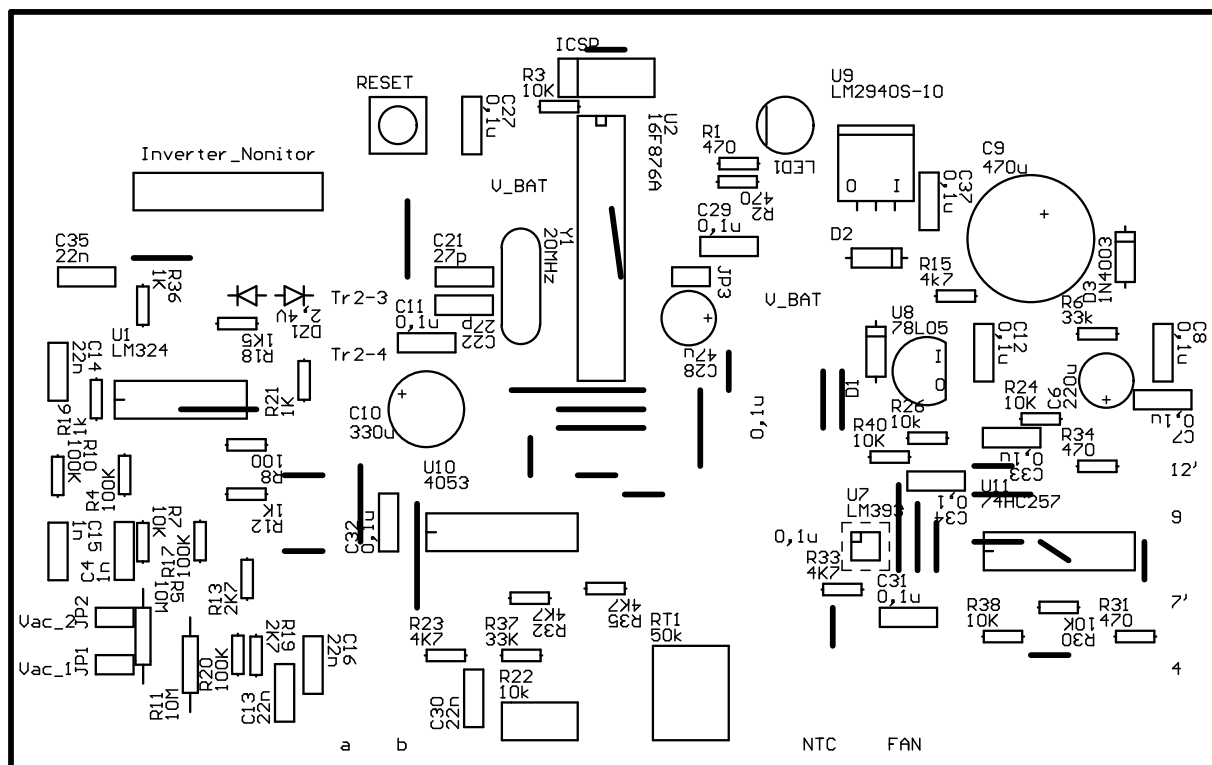 ICSP
RESET
R3
10K
U9
LM2940S-10
C27
0,1u
U2
16F876A
R1
470
LED1
C9
470u
Inverter_Nonitor
V_BAT
R2
470
O I
C37
0,1u
C29
0,1u
Y1
20MHz
D2
C35
22n
C21
27p
JP3
R15
4k7
D3
1N4003
R36
1K
Tr2-3
C11
0,1u
V_BAT
R6
33k
DZ1
2,4V
C22
27p
U8
78L05
U1
LM324
R18
1K5
Tr2-4
C28
47u
I
O
C12
0,1u
C8
0,1u
C14
22n
R21
1K
D1
C6
220u
R24
10K
R16
1k
C10
330u
0,1u
R26
10k
C7
0,1u
R10
100K
R40
10K
R34
470
R4
100K
R8
100
U10
4053
C33
0,1u
12'
R12
1K
U7
LM393
C34
0,1
U11
74HC257
9
C15
1n
C4
1n
R7
10K
R17
100K
C32
0,1u
0,1u
R33
4K7
R5
10M
R13
2K7
C31
0,1u
JP2
Vac_2
R32
4K7
R35
4K7
7'
R23
4K7
R37
33K
RT1
50k
R38
10K
R30
10K
R31
470
JP1
Vac_1
R20
100K
R19
2K7
C16
22n
R11
10M
R22
10k
4
C13
22n
C30
22n
a
b
NTC
FAN